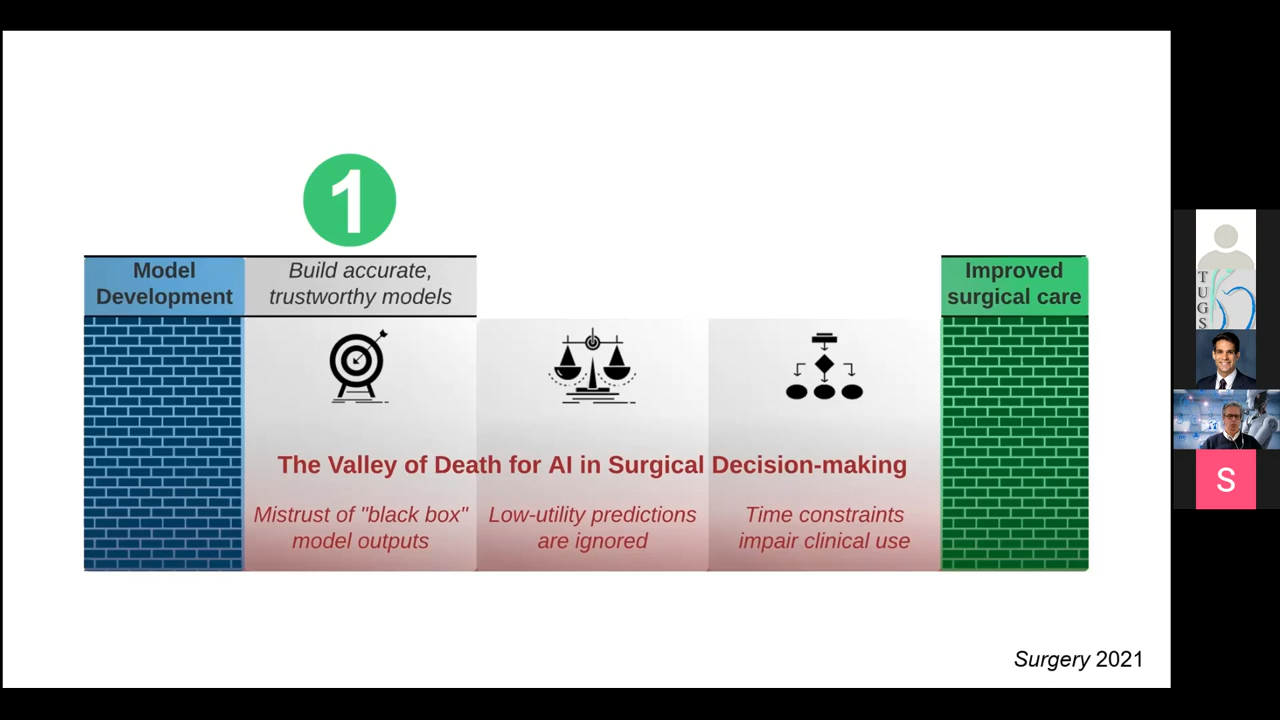 1
Model
Development
Build accurate,
trustworthy models
Improved
surgical care
The Valley of Death for AI in Surgical Decision-making
Mistrust of "black box"
model outputs
Low-utility predictions
are ignored
Time constraints
impair clinical use
Surgery 2021
TUGS
S